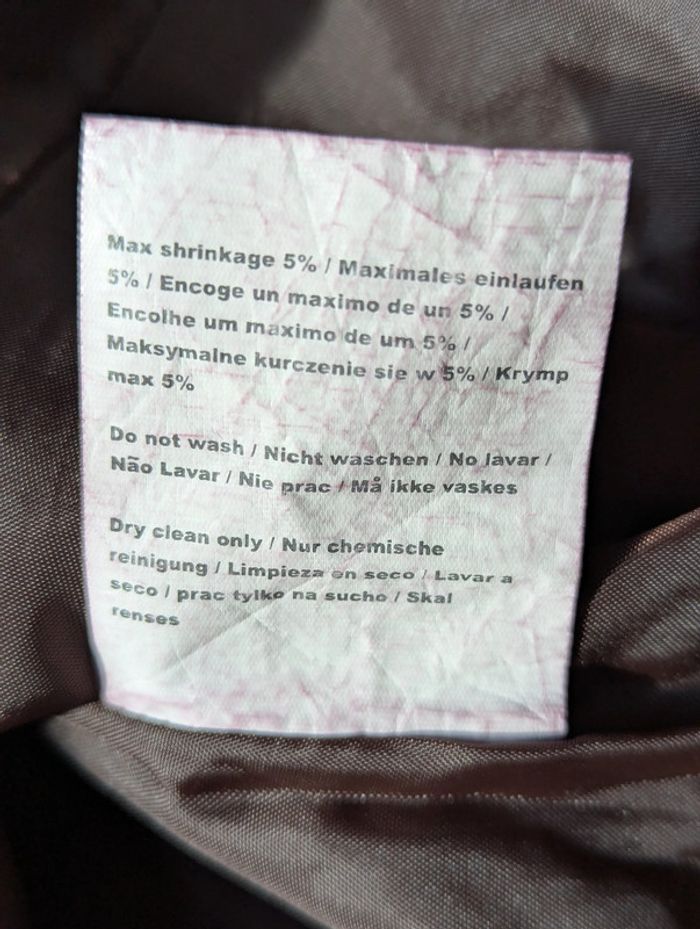 Max shrinkage 5% / Maximales einlaufen
5% / Encoge un maximo de un 5% /
Encolhe um maximo de um 5% /
Maksymalne kurczenie sie w 5% / Krymp
max 5%
Do not wash / Nicht waschen / No lavar /
Não Lavar / Nie prac / Må ikke vaskes
Dry clean only / Nur chemische
reinigung / Limpieza en seco / Lavar a
seco / prac tylko na sucho / Skal
renses